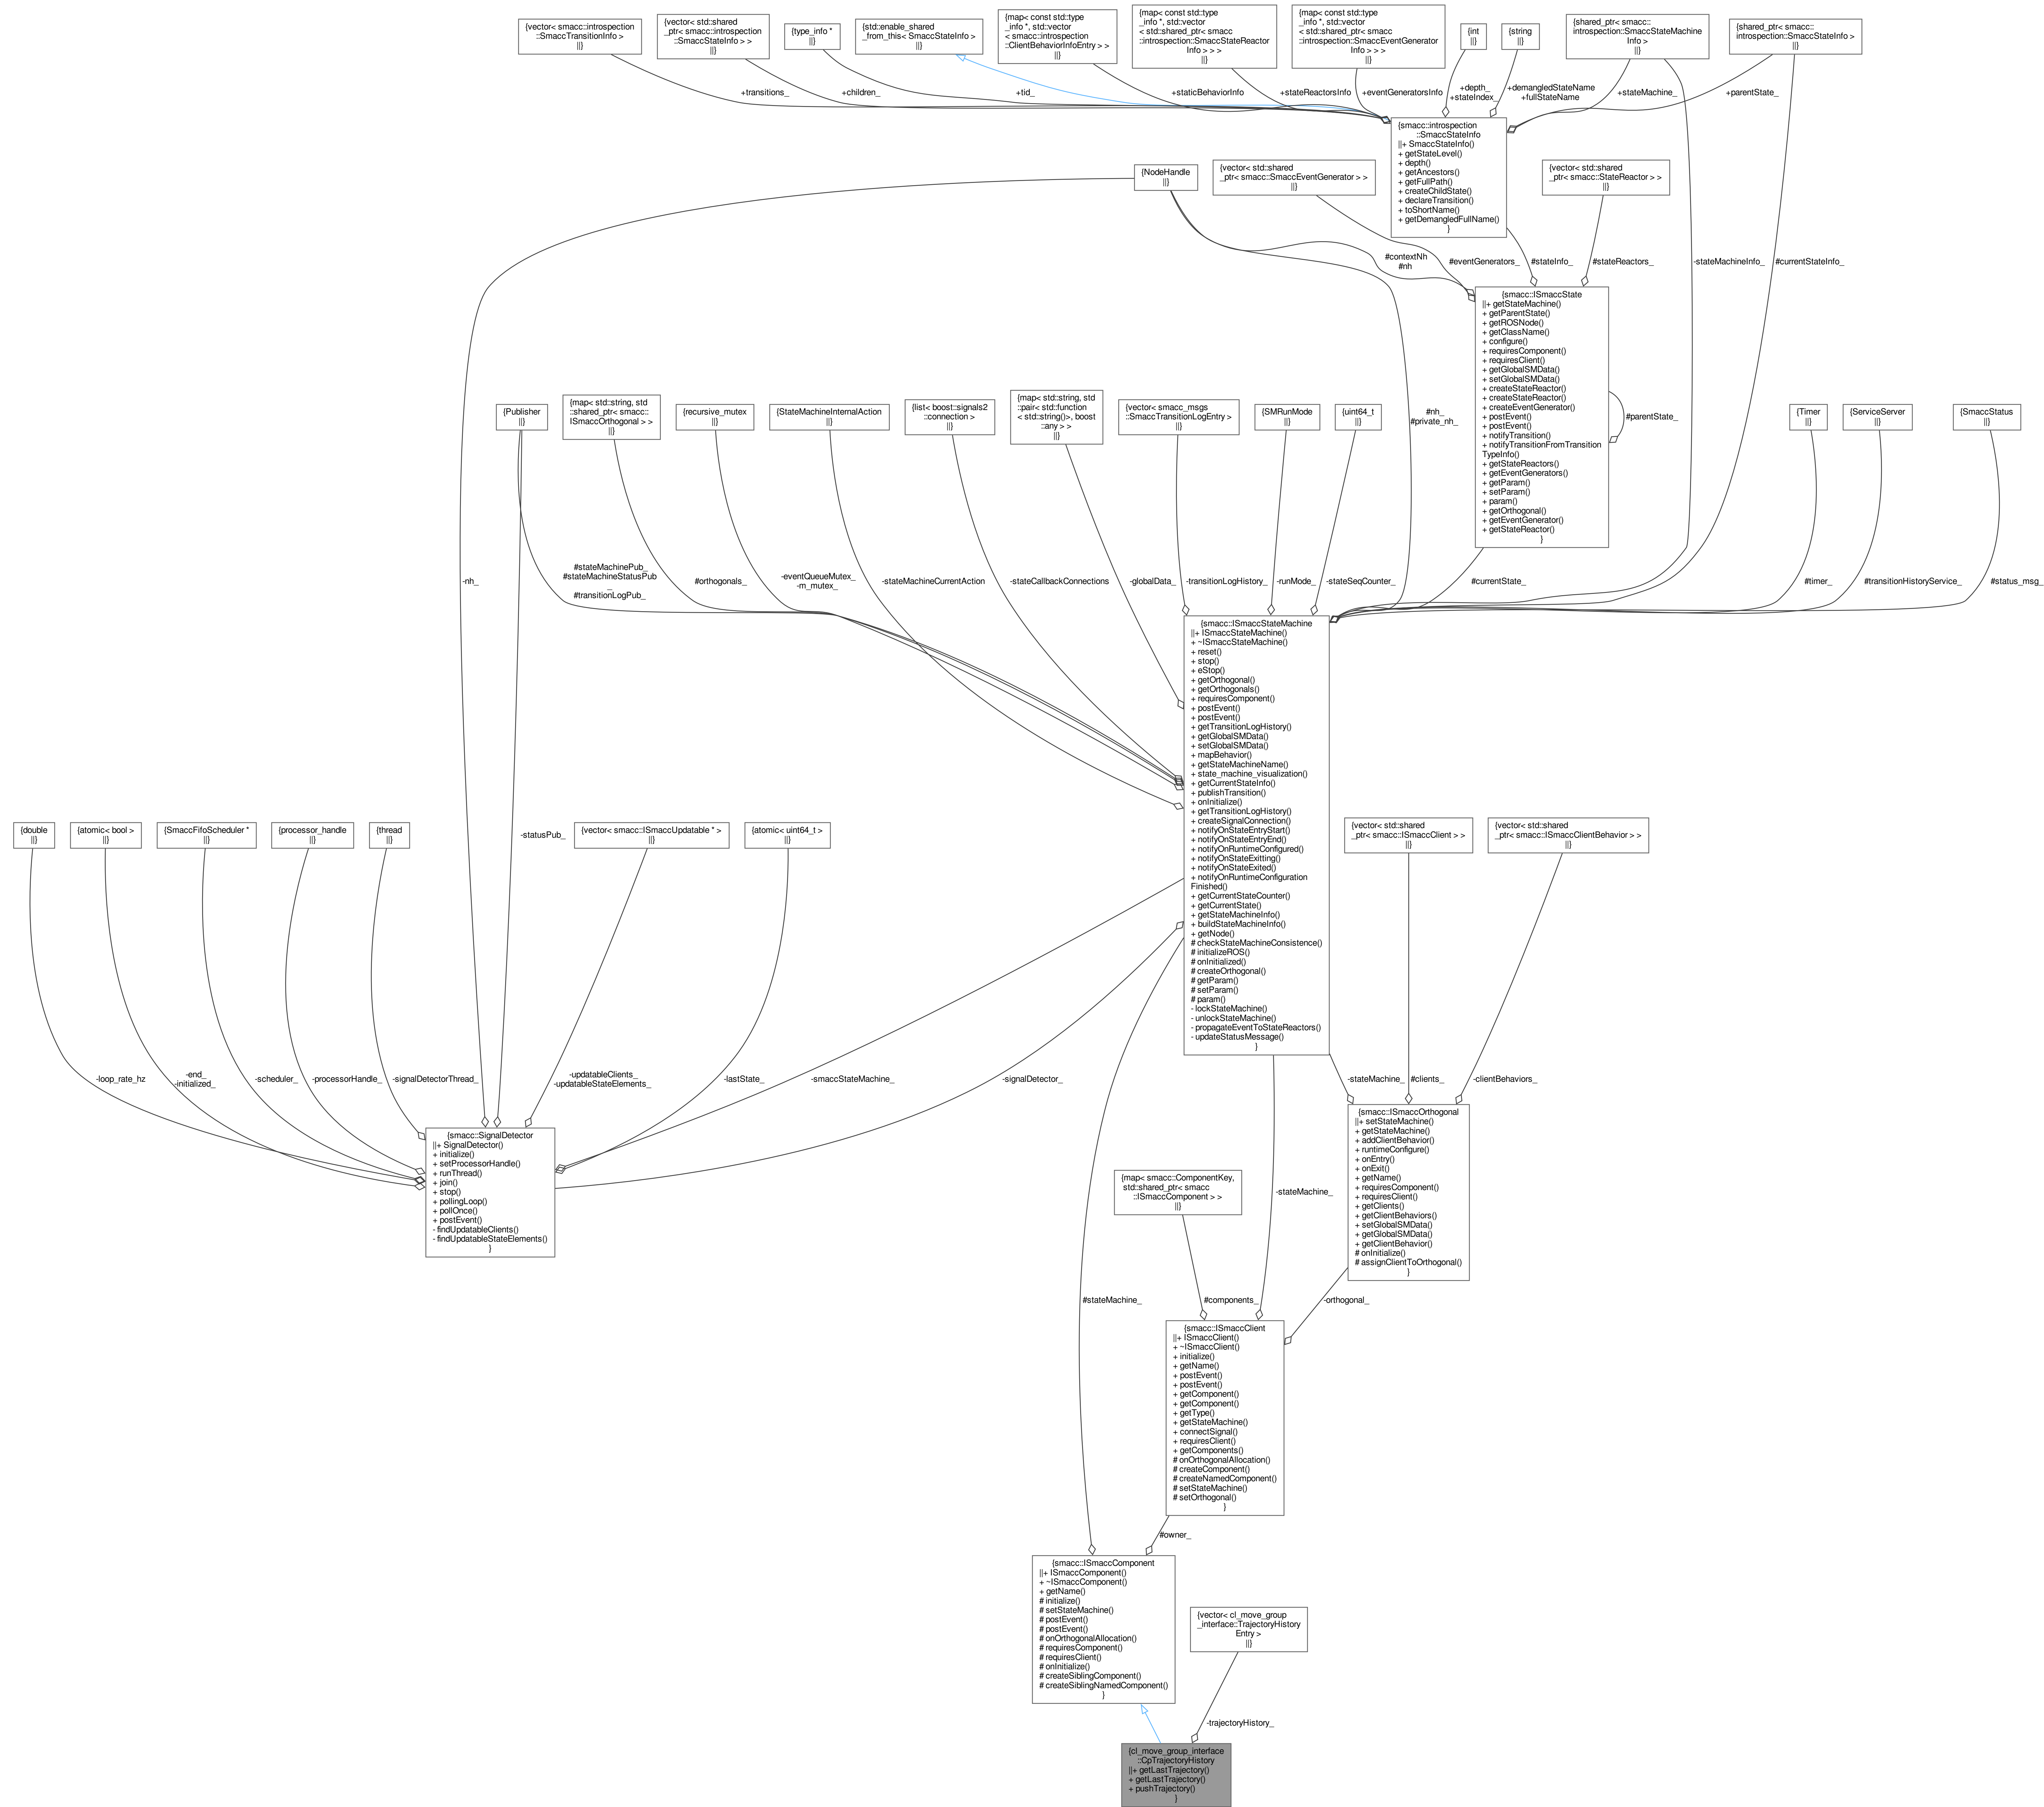 {vector< smacc::introspection
::SmaccTransitionInfo >
||}
{vector< std::shared
_ptr< smacc::introspection
::SmaccStateInfo > >
||}
{type_info *
||}
{std::enable_shared
_from_this< SmaccStateInfo >
||}
{map< const std::type
_info *, std::vector
< smacc::introspection
::ClientBehaviorInfoEntry > >
||}
{map< const std::type
_info *, std::vector
< std::shared_ptr< smacc
::introspection::SmaccStateReactor
Info > > >
||}
{map< const std::type
_info *, std::vector
< std::shared_ptr< smacc
::introspection::SmaccEventGenerator
Info > > >
||}
{int
||}
{string
||}
{shared_ptr< smacc::
introspection::SmaccStateMachine
Info >
||}
{shared_ptr< smacc::
introspection::SmaccStateInfo >
||}
+transitions_
+children_
+tid_
+staticBehaviorInfo
+stateReactorsInfo
+eventGeneratorsInfo
+depth_
+stateIndex_
+demangledStateName
+fullStateName
+stateMachine_
+parentState_
{smacc::introspection
::SmaccStateInfo
||+ SmaccStateInfo()
+ getStateLevel()
+ depth()
+ getAncestors()
+ getFullPath()
+ createChildState()
+ declareTransition()
+ toShortName()
+ getDemangledFullName()
}
{NodeHandle
||}
{vector< std::shared
_ptr< smacc::SmaccEventGenerator > >
||}
{vector< std::shared
_ptr< smacc::StateReactor > >
||}
#contextNh
#nh
#eventGenerators_
#stateInfo_
#stateReactors_
-stateMachineInfo_
#currentStateInfo_
{smacc::ISmaccState
||+ getStateMachine()
+ getParentState()
+ getROSNode()
+ getClassName()
+ configure()
+ requiresComponent()
+ requiresClient()
+ getGlobalSMData()
+ setGlobalSMData()
+ createStateReactor()
+ createStateReactor()
+ createEventGenerator()
+ postEvent()
+ postEvent()
+ notifyTransition()
+ notifyTransitionFromTransition
TypeInfo()
+ getStateReactors()
+ getEventGenerators()
+ getParam()
+ setParam()
+ param()
+ getOrthogonal()
+ getEventGenerator()
+ getStateReactor()
}
#parentState_
{Publisher
||}
{map< std::string, std
::shared_ptr< smacc::
ISmaccOrthogonal > >
||}
{recursive_mutex
||}
{StateMachineInternalAction
||}
{list< boost::signals2
::connection >
||}
{map< std::string, std
::pair< std::function
< std::string()>, boost
::any > >
||}
{vector< smacc_msgs
::SmaccTransitionLogEntry >
||}
{SMRunMode
||}
{uint64_t
||}
#nh_
#private_nh_
{Timer
||}
{ServiceServer
||}
{SmaccStatus
||}
-nh_
#stateMachinePub_
#stateMachineStatusPub
_
#transitionLogPub_
#orthogonals_
-eventQueueMutex_
-m_mutex_
-stateMachineCurrentAction
-stateCallbackConnections
-globalData_
-transitionLogHistory_
-runMode_
-stateSeqCounter_
#currentState_
#timer_
#transitionHistoryService_
#status_msg_
{smacc::ISmaccStateMachine
||+ ISmaccStateMachine()
+ ~ISmaccStateMachine()
+ reset()
+ stop()
+ eStop()
+ getOrthogonal()
+ getOrthogonals()
+ requiresComponent()
+ postEvent()
+ postEvent()
+ getTransitionLogHistory()
+ getGlobalSMData()
+ setGlobalSMData()
+ mapBehavior()
+ getStateMachineName()
+ state_machine_visualization()
+ getCurrentStateInfo()
+ publishTransition()
+ onInitialize()
+ getTransitionLogHistory()
+ createSignalConnection()
+ notifyOnStateEntryStart()
+ notifyOnStateEntryEnd()
+ notifyOnRuntimeConfigured()
+ notifyOnStateExitting()
+ notifyOnStateExited()
+ notifyOnRuntimeConfiguration
Finished()
+ getCurrentStateCounter()
+ getCurrentState()
+ getStateMachineInfo()
+ buildStateMachineInfo()
+ getNode()
# checkStateMachineConsistence()
# initializeROS()
# onInitialized()
# createOrthogonal()
# getParam()
# setParam()
# param()
- lockStateMachine()
- unlockStateMachine()
- propagateEventToStateReactors()
- updateStatusMessage()
}
{double
||}
{atomic< bool >
||}
{SmaccFifoScheduler *
||}
{processor_handle
||}
{thread
||}
-statusPub_
{vector< smacc::ISmaccUpdatable * >
||}
{atomic< uint64_t >
||}
{vector< std::shared
_ptr< smacc::ISmaccClient > >
||}
{vector< std::shared
_ptr< smacc::ISmaccClientBehavior > >
||}
-loop_rate_hz
-end_
-initialized_
-scheduler_
-processorHandle_
-signalDetectorThread_
-updatableClients_
-updatableStateElements_
-lastState_
-smaccStateMachine_
-signalDetector_
-stateMachine_
#clients_
-clientBehaviors_
{smacc::SignalDetector
||+ SignalDetector()
+ initialize()
+ setProcessorHandle()
+ runThread()
+ join()
+ stop()
+ pollingLoop()
+ pollOnce()
+ postEvent()
- findUpdatableClients()
- findUpdatableStateElements()
}
{smacc::ISmaccOrthogonal
||+ setStateMachine()
+ getStateMachine()
+ addClientBehavior()
+ runtimeConfigure()
+ onEntry()
+ onExit()
+ getName()
+ requiresComponent()
+ requiresClient()
+ getClients()
+ getClientBehaviors()
+ setGlobalSMData()
+ getGlobalSMData()
+ getClientBehavior()
# onInitialize()
# assignClientToOrthogonal()
}
{map< smacc::ComponentKey,
std::shared_ptr< smacc
::ISmaccComponent > >
||}
-stateMachine_
#stateMachine_
#components_
-orthogonal_
{smacc::ISmaccClient
||+ ISmaccClient()
+ ~ISmaccClient()
+ initialize()
+ getName()
+ postEvent()
+ postEvent()
+ getComponent()
+ getComponent()
+ getType()
+ getStateMachine()
+ connectSignal()
+ requiresClient()
+ getComponents()
# onOrthogonalAllocation()
# createComponent()
# createNamedComponent()
# setStateMachine()
# setOrthogonal()
}
#owner_
{smacc::ISmaccComponent
||+ ISmaccComponent()
+ ~ISmaccComponent()
+ getName()
# initialize()
# setStateMachine()
# postEvent()
# postEvent()
# onOrthogonalAllocation()
# requiresComponent()
# requiresClient()
# onInitialize()
# createSiblingComponent()
# createSiblingNamedComponent()
}
{vector< cl_move_group
_interface::TrajectoryHistory
Entry >
||}
-trajectoryHistory_
{cl_move_group_interface
::CpTrajectoryHistory
||+ getLastTrajectory()
+ getLastTrajectory()
+ pushTrajectory()
}